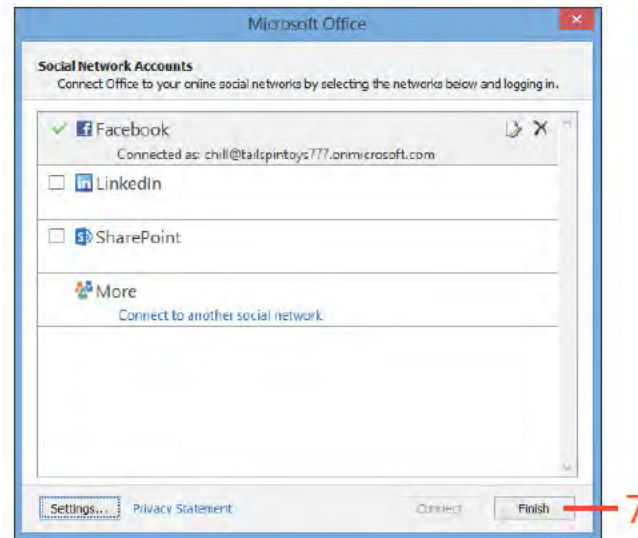 Microsoft Office
Social Network Accounts
Connect Office to your online social networks by selecting the networks below and logging in.
Facebook
Connected as: chill@tailspintoys777.onmicrosoft.com
LinkedIn
SharePoint
More
Connect to another social network
Settings... Privacy Statement Connect Finish 7